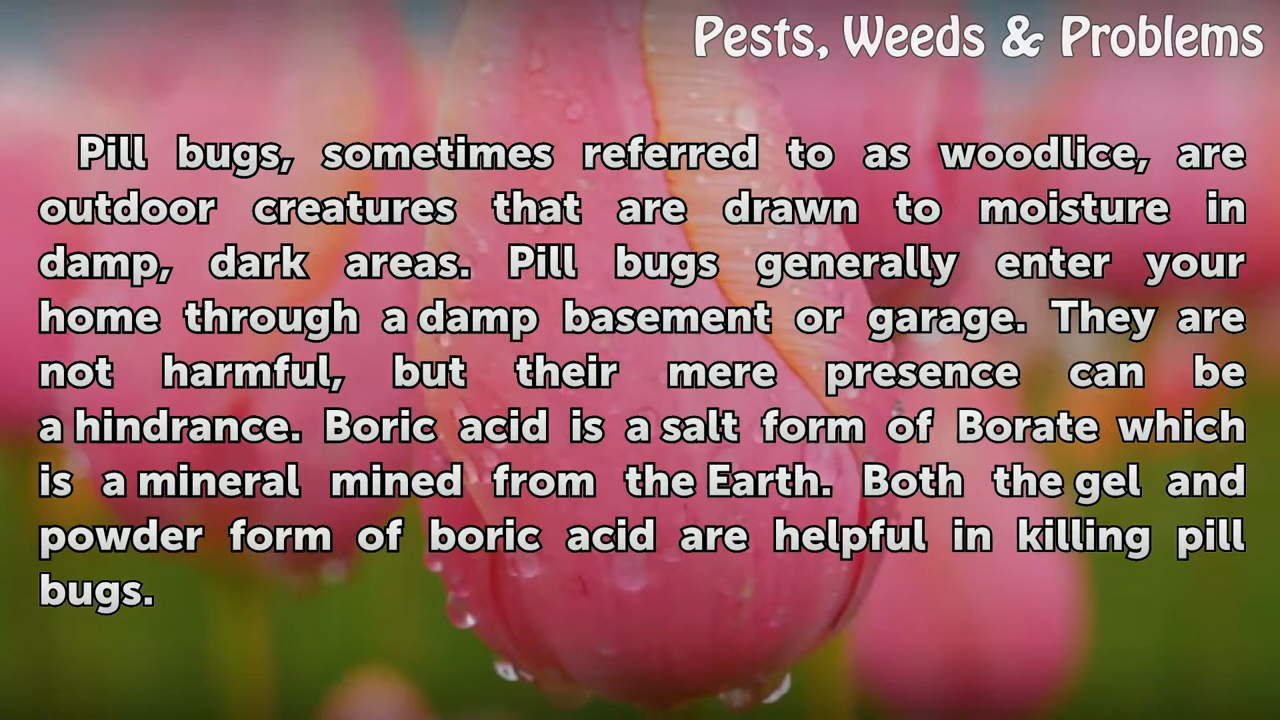 Pests, Weeds & Problems
Pill bugs, sometimes referred to as woodlice, are
outdoor creatures that are drawn to moisture in
damp, dark areas. Pill bugs generally enter your
home through a damp basement or garage. They are
not harmful, but their mere presence can be
a hindrance. Boric acid is a salt form of Borate which
is a mineral mined from the Earth. Both the gel and
powder form of boric acid are helpful in killing pill
bugs.